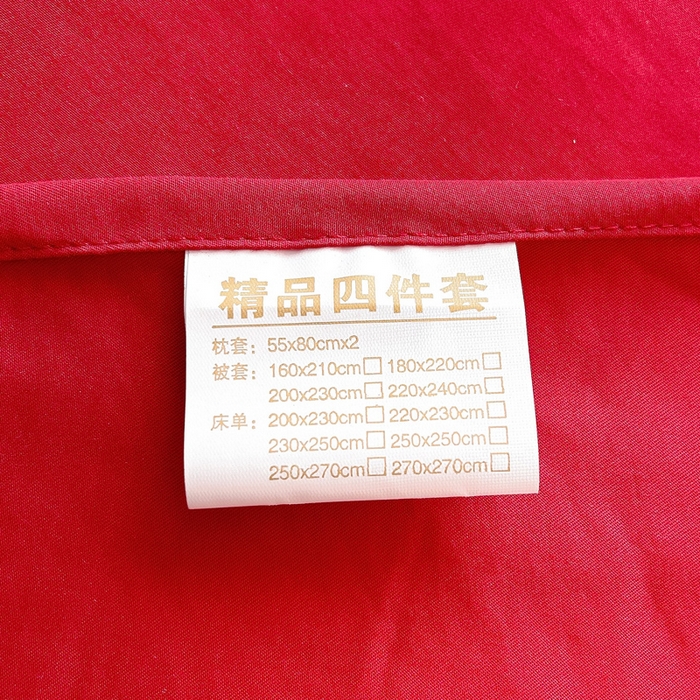 精品四件套
枕套：55x80cmx2
被套：160x210cm□ 180x220cm□
200x230cm□ 220x240cm□
床单：200x230cm□ 220x230cm□
230x250cm□ 250x250cm□
250x270cm□ 270x270cm□